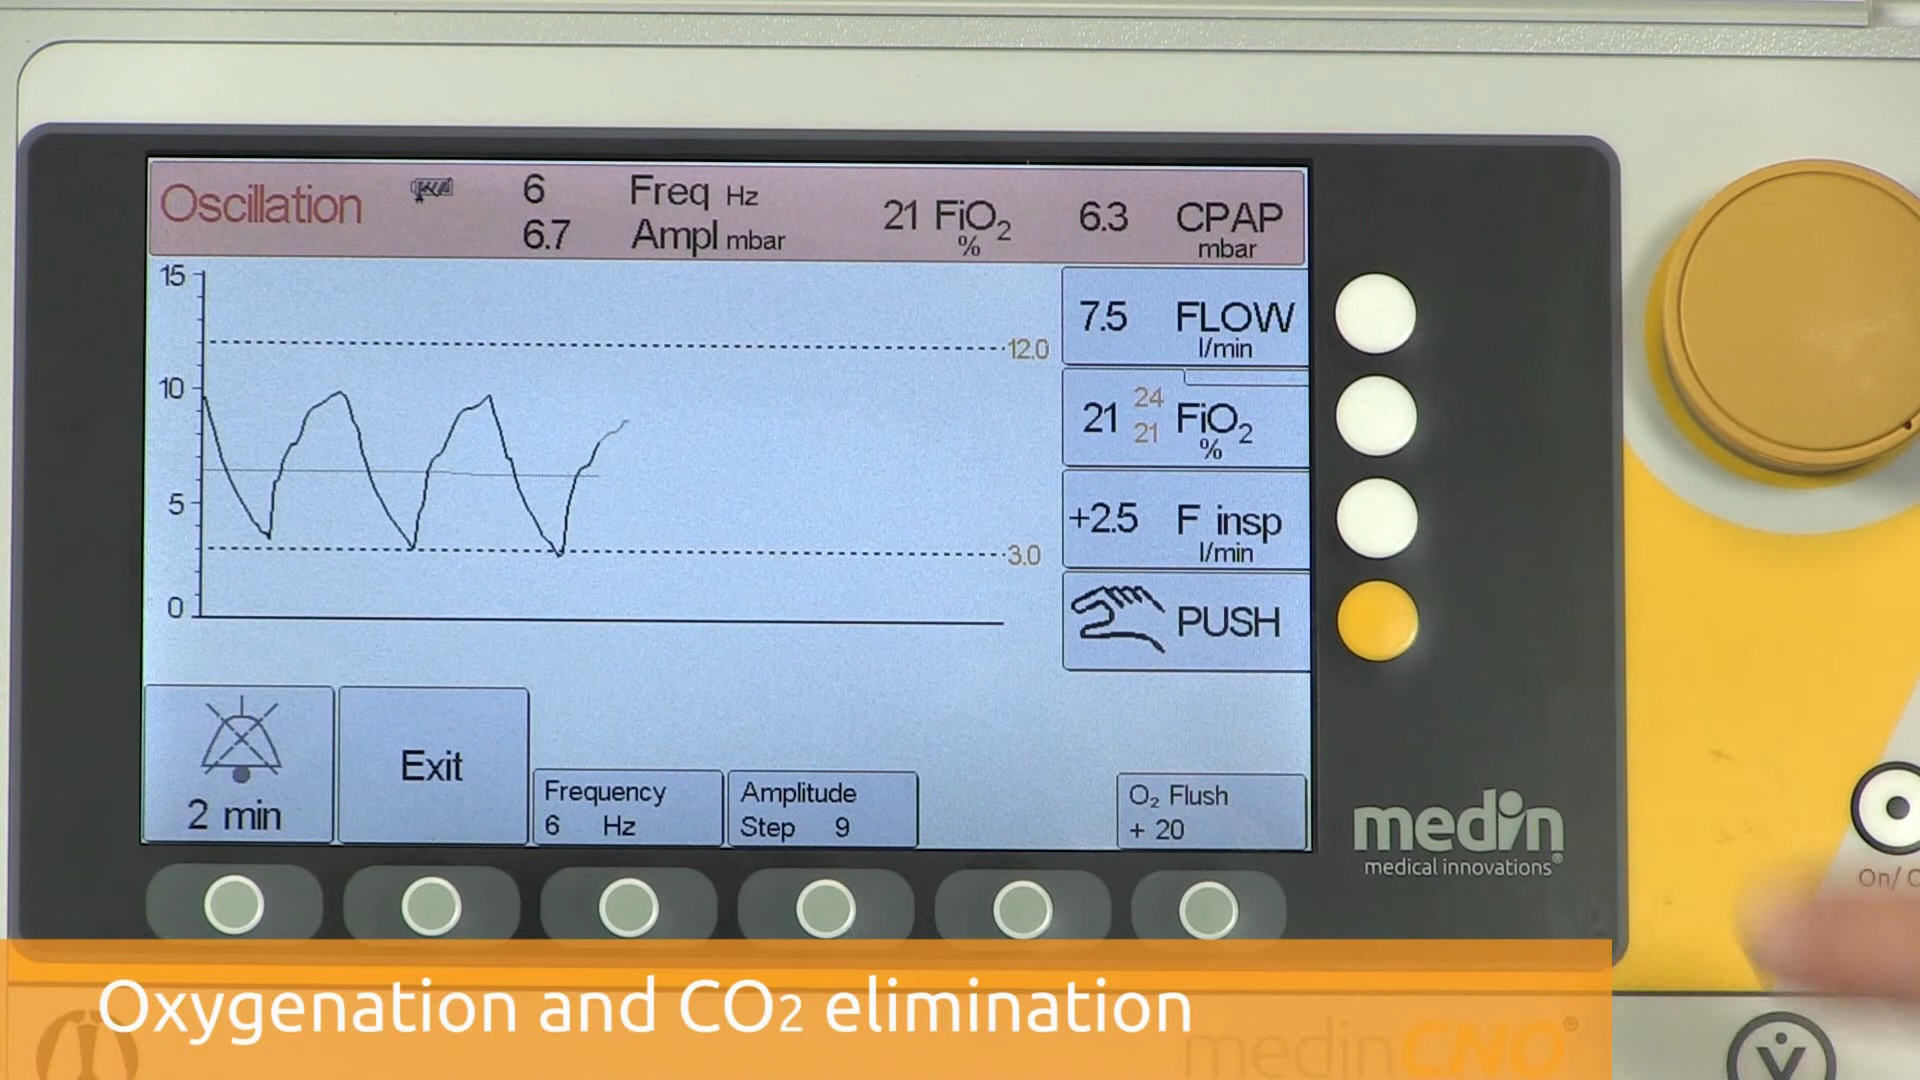 Oscillation
6 Freq Hz
6.7 Ampl mbar
21 FiO2 %
6.3 CPAP mbar
15
12.0
10
5
3.0
0
7.5 FLOW l/min
21 24 21 FiO2 %
+2.5 F insp l/min
PUSH
2 min
Exit
Frequency
6 Hz
Amplitude
Step 9
O2 Flush
+ 20
medin
medical innovations®
On/
Oxygenation and CO2 elimination
medinCNO®